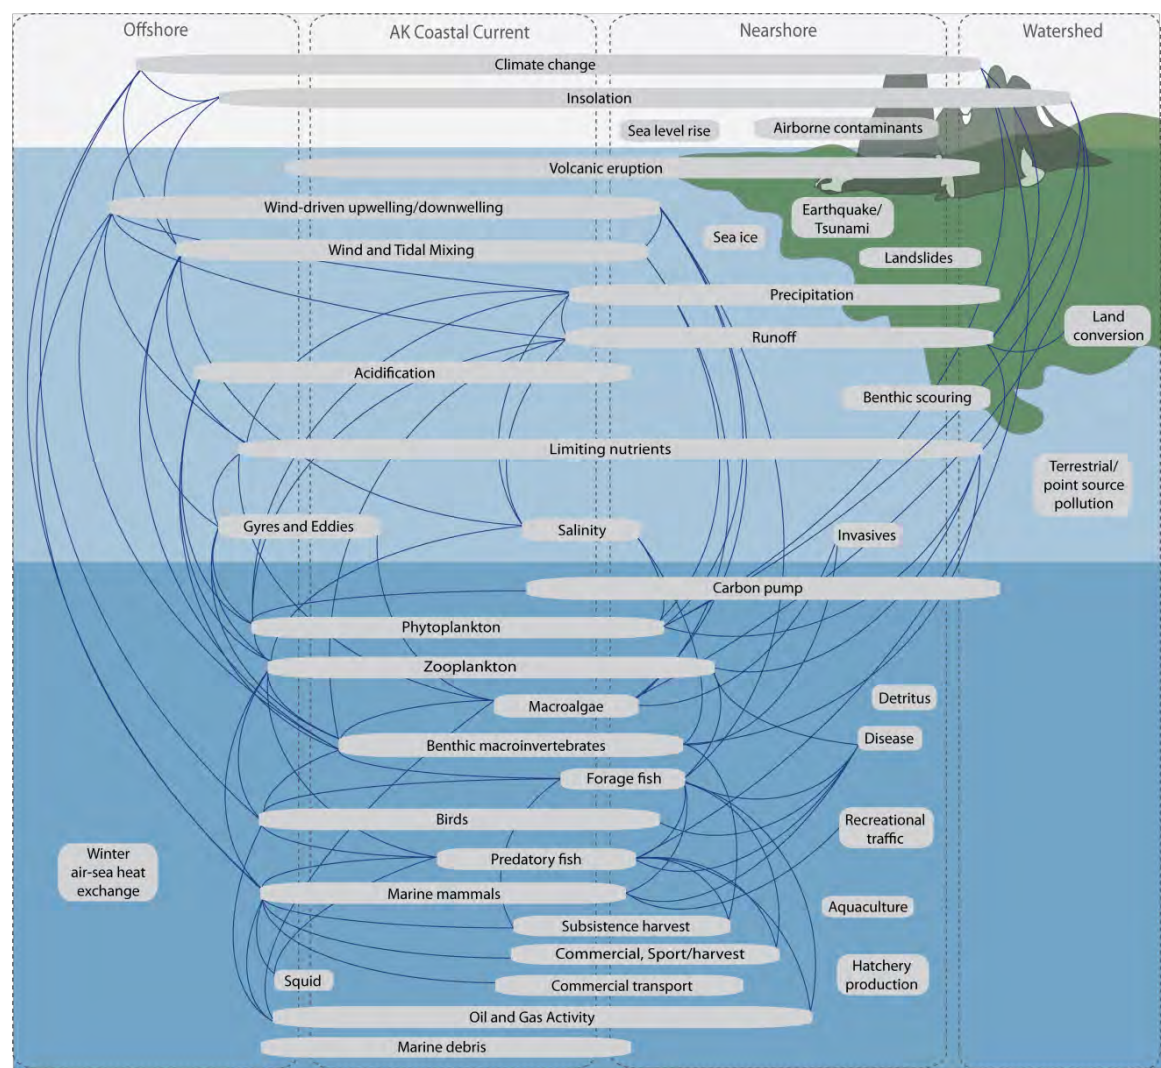 Offshore
AK Coastal Current
Nearshore
Watershed
Climate change
Insolation
Sea level rise
Airborne contaminants
Volcanic eruption
Wind-driven upwelling/downwelling
Earthquake/
Tsunami
Sea ice
Wind and Tidal Mixing
Landslides
Precipitation
Land
conversion
Runoff
Acidification
Benthic scouring
Limiting nutrients
Terrestrial/
point source
pollution
Gyres and Eddies
Salinity
Invasives
Carbon pump
Phytoplankton
Zooplankton
Detritus
Macroalgae
Disease
Benthic macroinvertebrates
Forage fish
Birds
Recreational
traffic
Winter
air-sea heat
exchange
Predatory fish
Marine mammals
Aquaculture
Subsistence harvest
Commercial, Sport/harvest
Hatchery
production
Squid
Commercial transport
Oil and Gas Activity
Marine debris